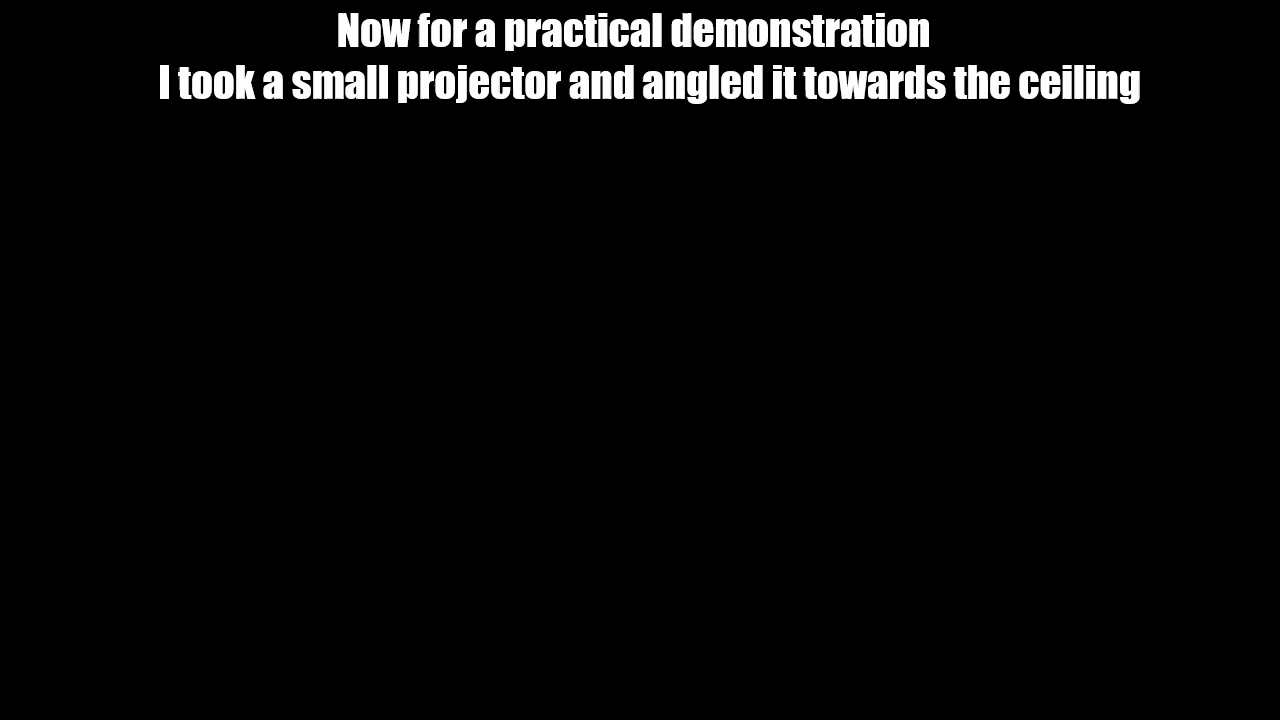 Now for a practical demonstration
I took a small projector and angled it towards the ceiling